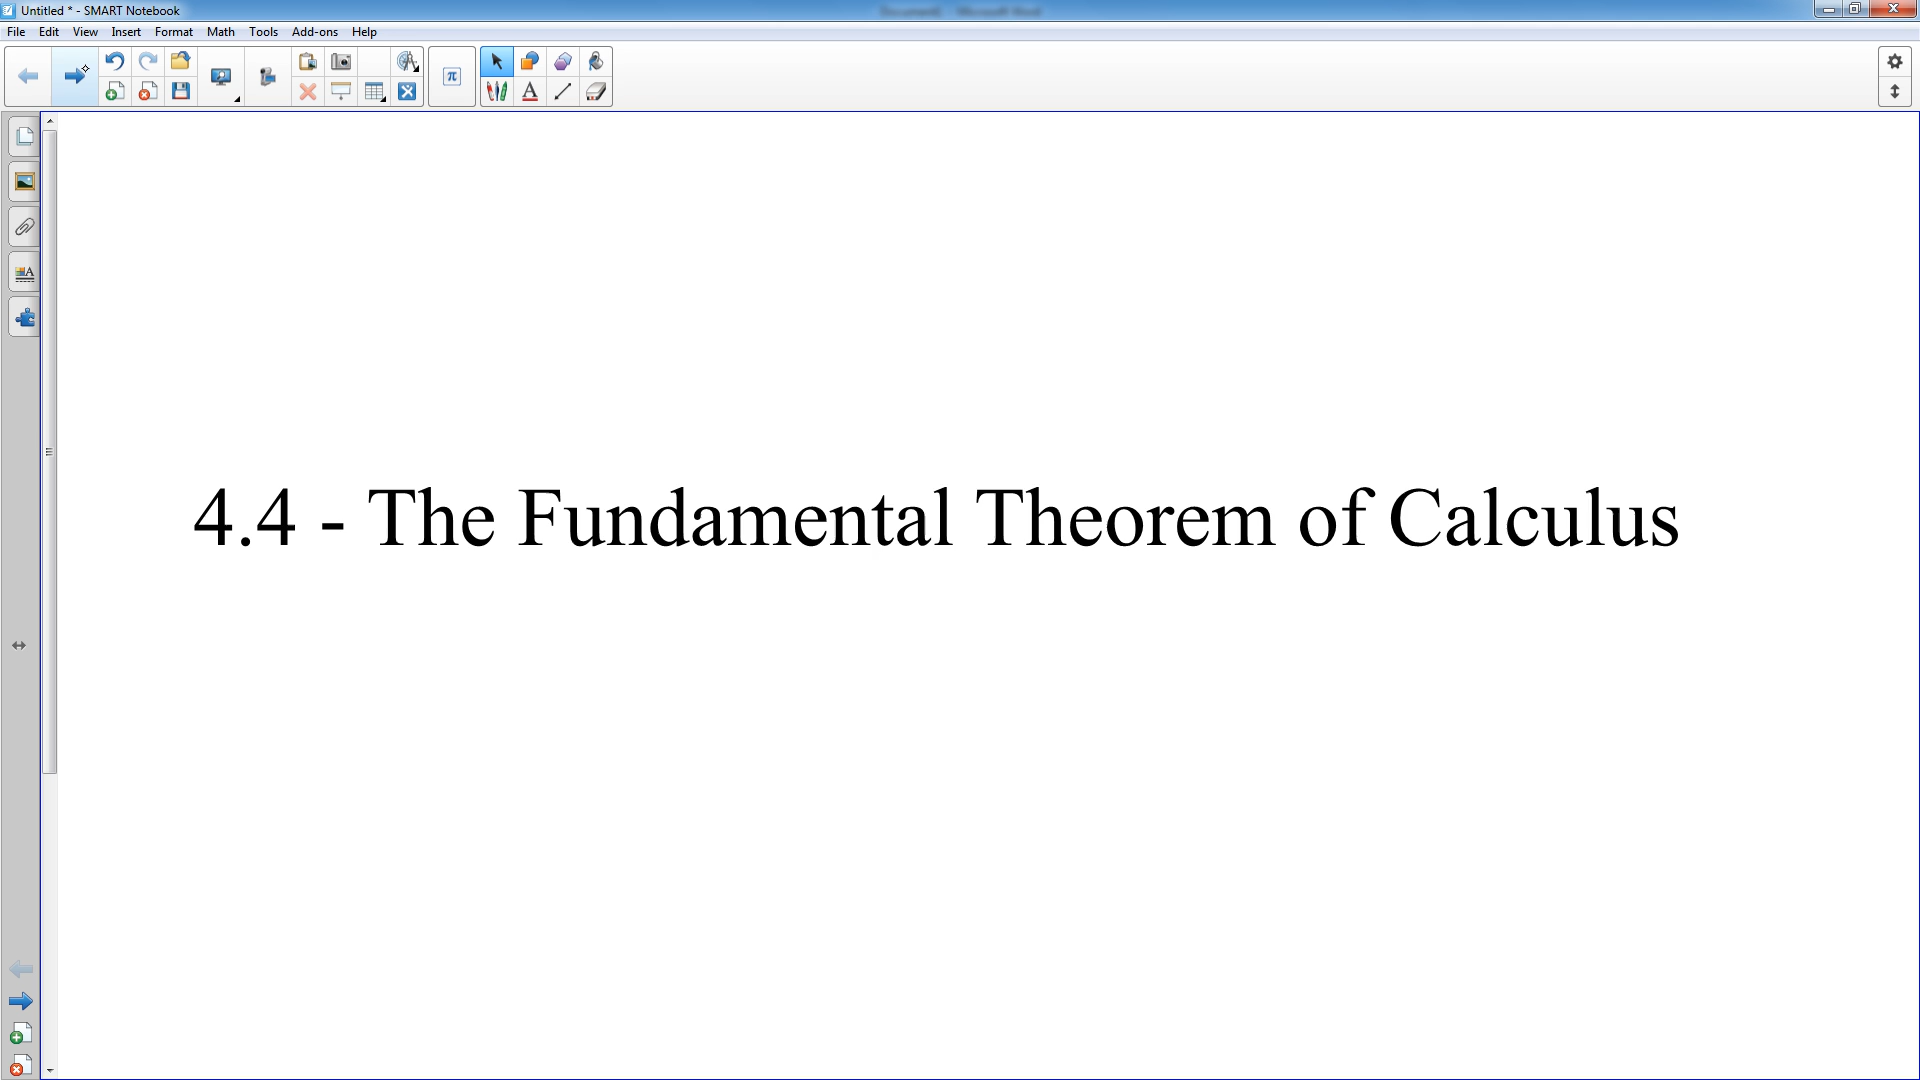 Untitled * - SMART Notebook
File Edit View Insert Format Math Tools Add-ons Help
π
A
A
4.4 - The Fundamental Theorem of Calculus